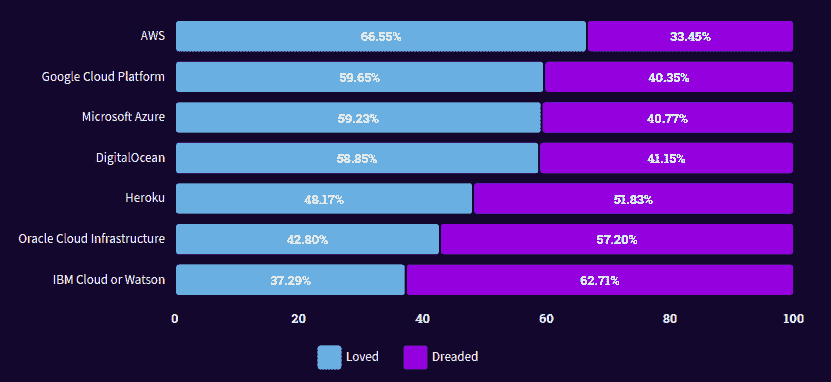 AWS 66.55% 33.45%
Google Cloud Platform 59.65% 40.35%
Microsoft Azure 59.23% 40.77%
DigitalOcean 58.85% 41.15%
Heroku 48.17% 51.83%
Oracle Cloud Infrastructure 42.80% 57.20%
IBM Cloud or Watson 37.29% 62.71%
0 20 40 60 80 100
Loved Dreaded